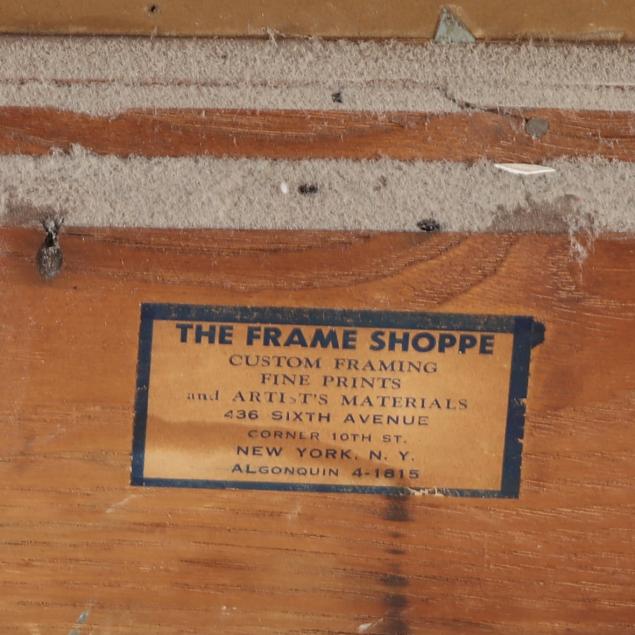 THE FRAME SHOPPE
CUSTOM FRAMING
FINE PRINTS
and ARTIST'S MATERIALS
436 SIXTH AVENUE
CORNER 10TH ST.
NEW YORK, N. Y.
ALGONQUIN 4-1815